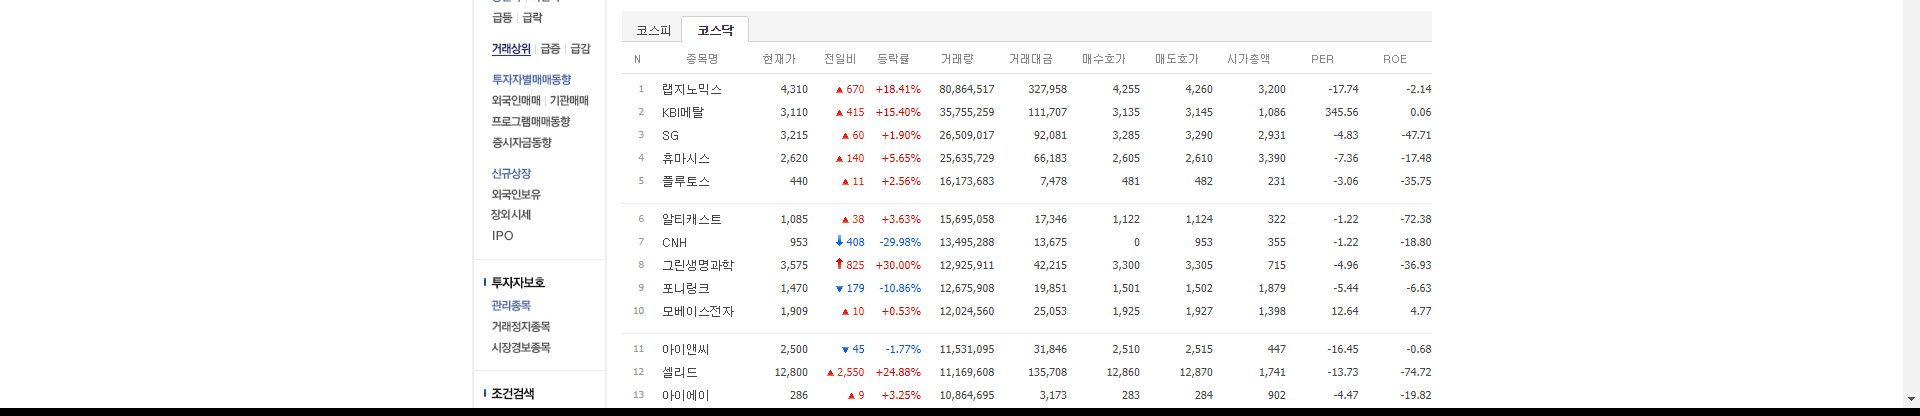 급등 급락
거래상위 급증 급감
투자자별매매동향
외국인매매 기관매매
프로그램매매동향
증시자금동향
신규상장
외국인보유
장외시세
IPO
투자자보호
관리종목
거래정지종목
시장경보종목
조건검색
코스피 코스닥
N 종목명 현재가 전일비 등락률 거래량 거래대금 매수호가 매도호가 시가총액 PER ROE
1 랩지노믹스 4,310 ▲ 670 +18.41% 80,864,517 327,958 4,255 4,260 3,200 -17.74 -2.14
2 KBI메탈 3,110 ▲ 415 +15.40% 35,755,259 111,707 3,135 3,145 1,086 345.56 0.06
3 SG 3,215 ▲ 60 +1.90% 26,509,017 92,081 3,285 3,290 2,931 -4.83 -47.71
4 휴마시스 2,620 ▲ 140 +5.65% 25,635,729 66,183 2,605 2,610 3,390 -7.36 -17.48
5 플루토스 440 ▲ 11 +2.56% 16,173,683 7,478 481 482 231 -3.06 -35.75
6 알티캐스트 1,085 ▲ 38 +3.63% 15,695,058 17,346 1,122 1,124 322 -1.22 -72.38
7 CNH 953 ↓ 408 -29.98% 13,495,288 13,675 0 953 355 -1.22 -18.80
8 그린생명과학 3,575 ↑ 825 +30.00% 12,925,911 42,215 3,300 3,305 715 -4.96 -36.93
9 포니링크 1,470 ▼ 179 -10.86% 12,675,908 19,851 1,501 1,502 1,879 -5.44 -6.63
10 모베이스전자 1,909 ▲ 10 +0.53% 12,024,560 25,053 1,925 1,927 1,398 12.64 4.77
11 아이앤씨 2,500 ▼ 45 -1.77% 11,531,095 31,846 2,510 2,515 447 -16.45 -0.68
12 셀리드 12,800 ▲ 2,550 +24.88% 11,169,608 135,708 12,860 12,870 1,741 -13.73 -74.72
13 아이에이 286 ▲ 9 +3.25% 10,864,695 3,173 283 284 902 -4.47 -19.82